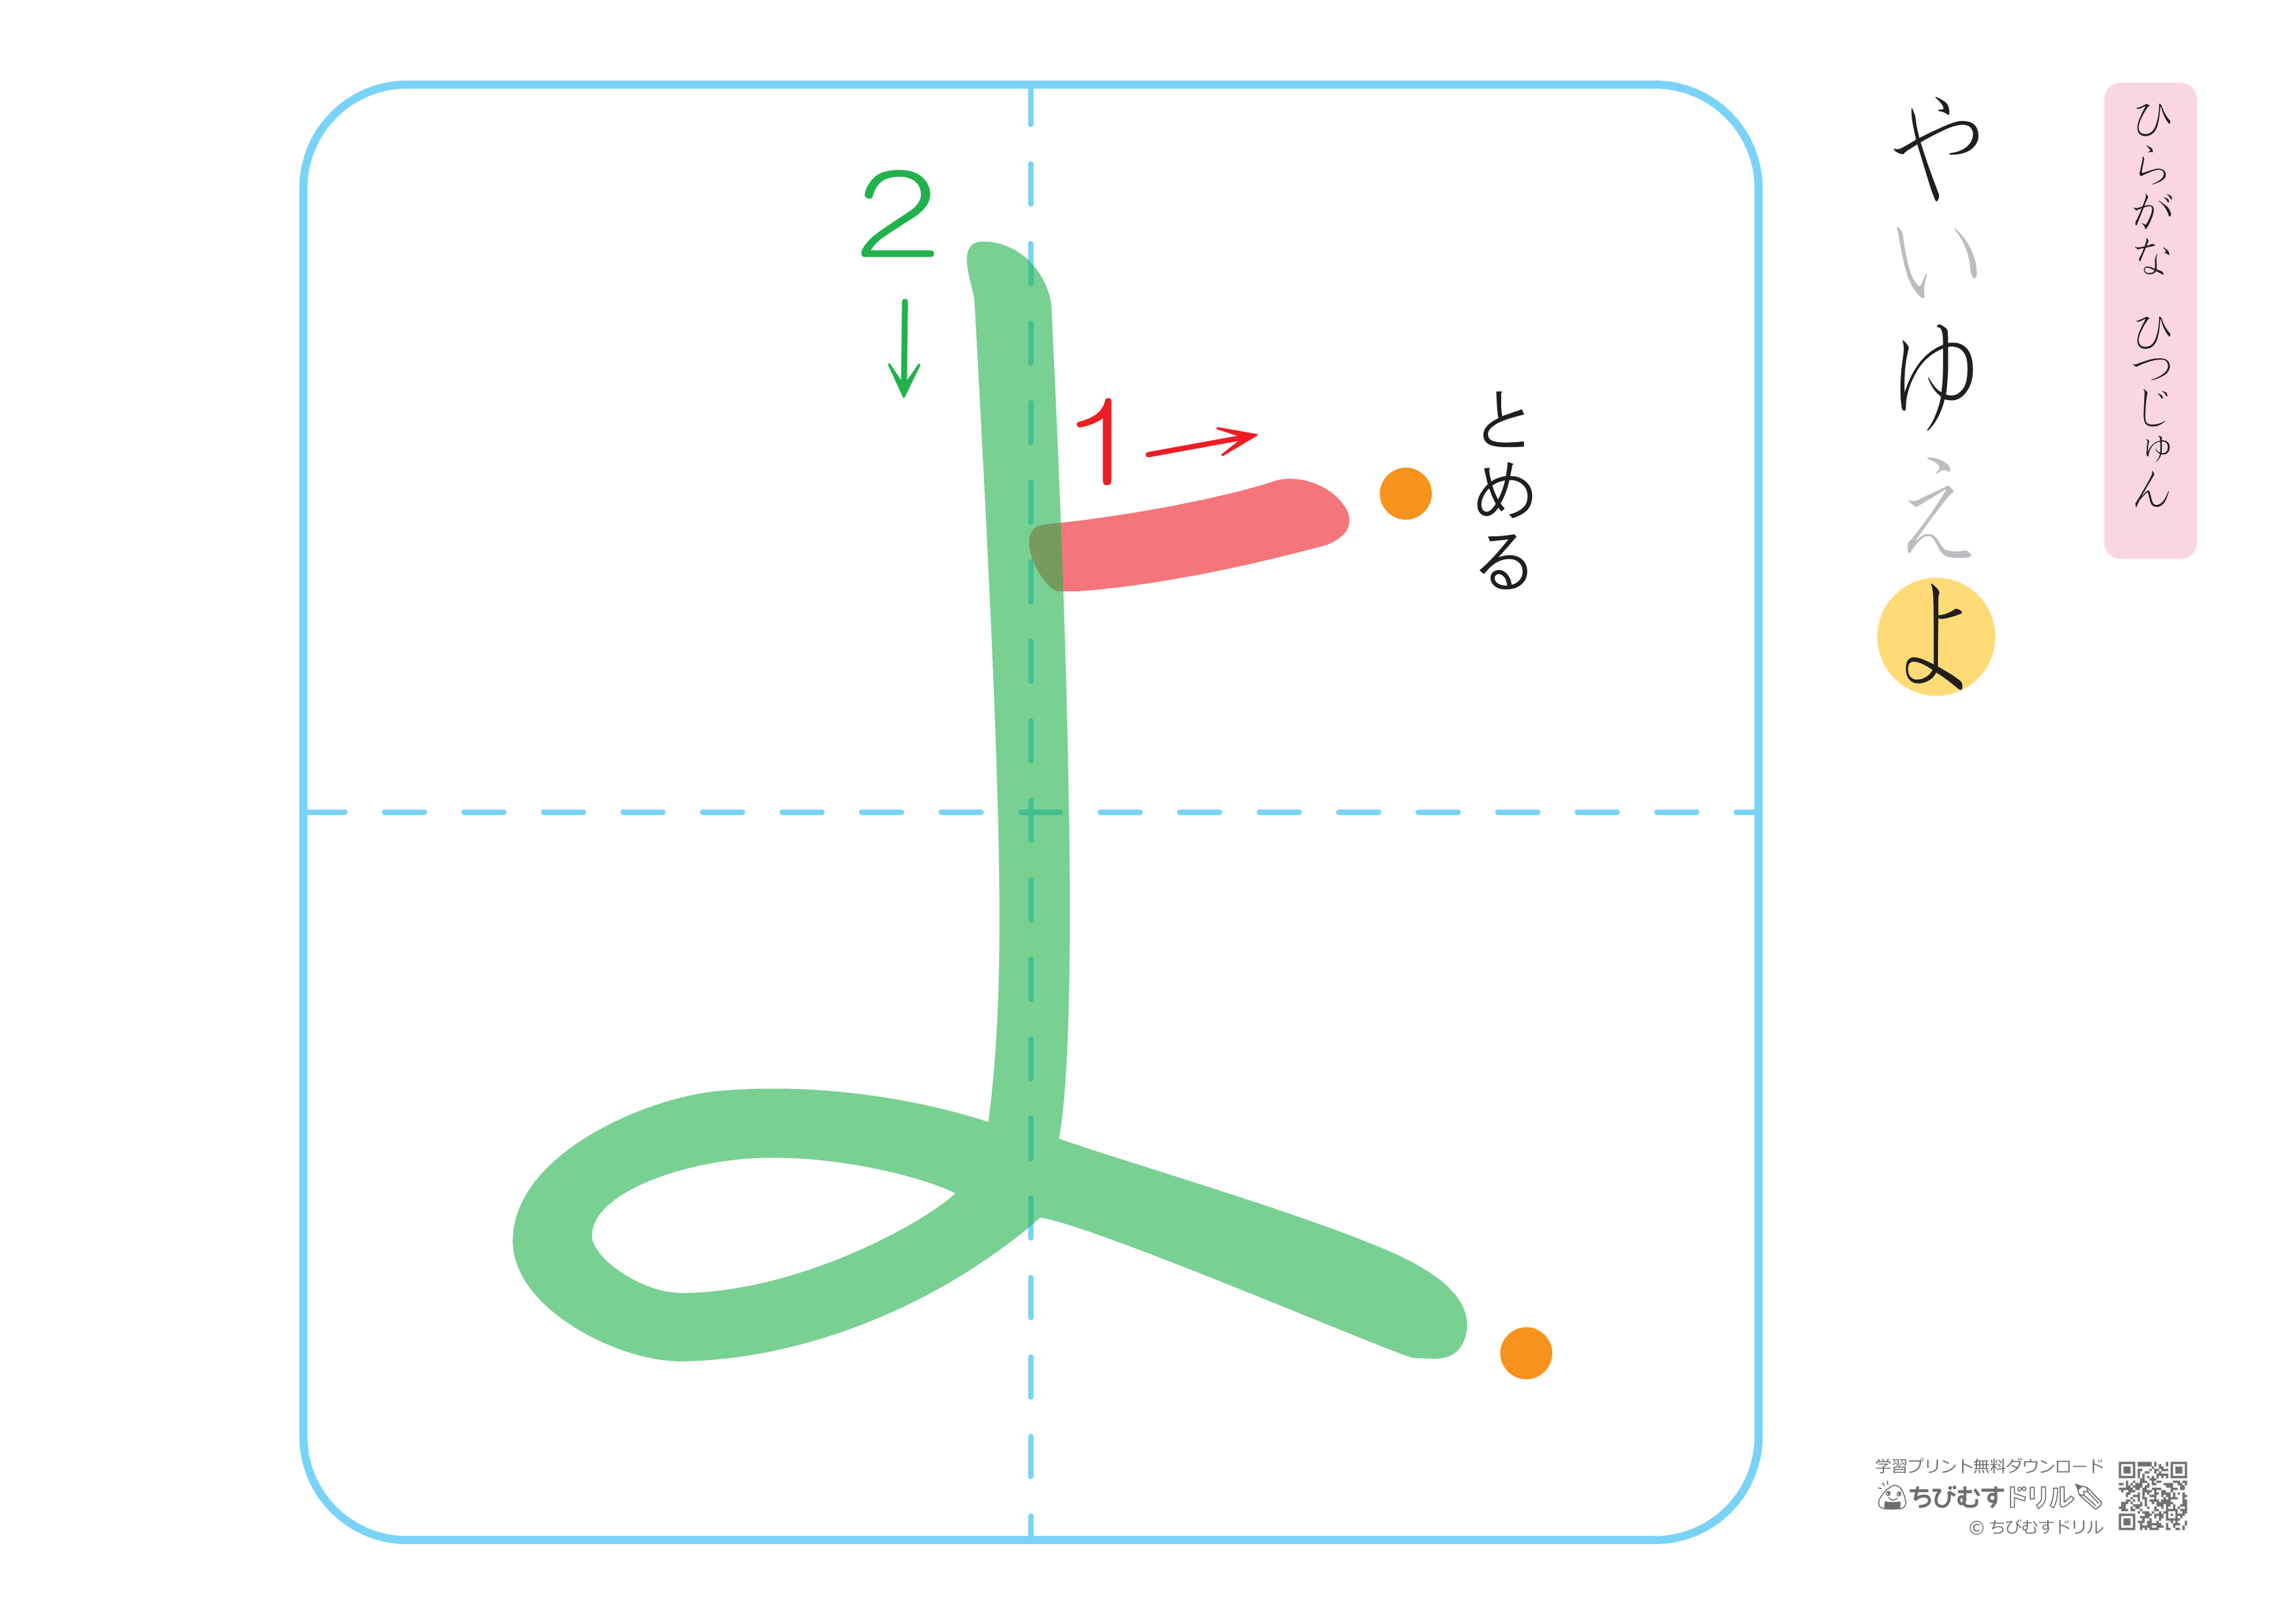 ひらがな ひつじゅん
やいゆえよ
とめる
1
2
よ
学習プリント無料ダウンロード
ちびむすドリル
© ちびむすドリル